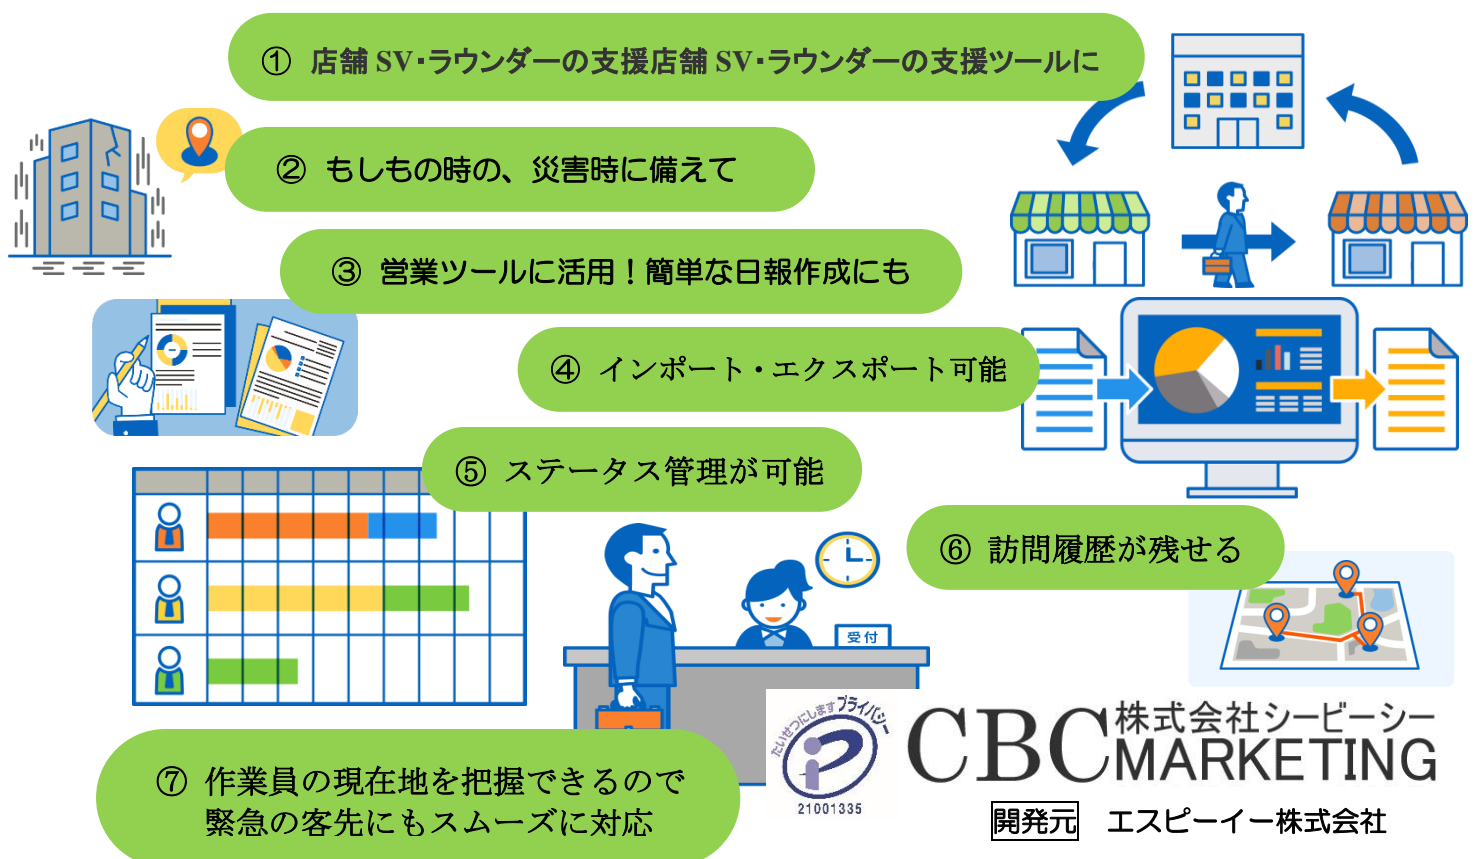 ① 店舗 SV・ラウンダーの支援店舗 SV・ラウンダーの支援ツールに
② もしもの時の、災害時に備えて
③ 営業ツールに活用！簡単な日報作成にも
④ インポート・エクスポート可能
⑤ ステータス管理が可能
⑥ 訪問履歴が残せる
受付
⑦ 作業員の現在地を把握できるので
緊急の客先にもスムーズに対応
たいせつにします プライバシー
21001335
CBC 株式会社シービーシー
MARKETING
開発元 エスピーイー株式会社